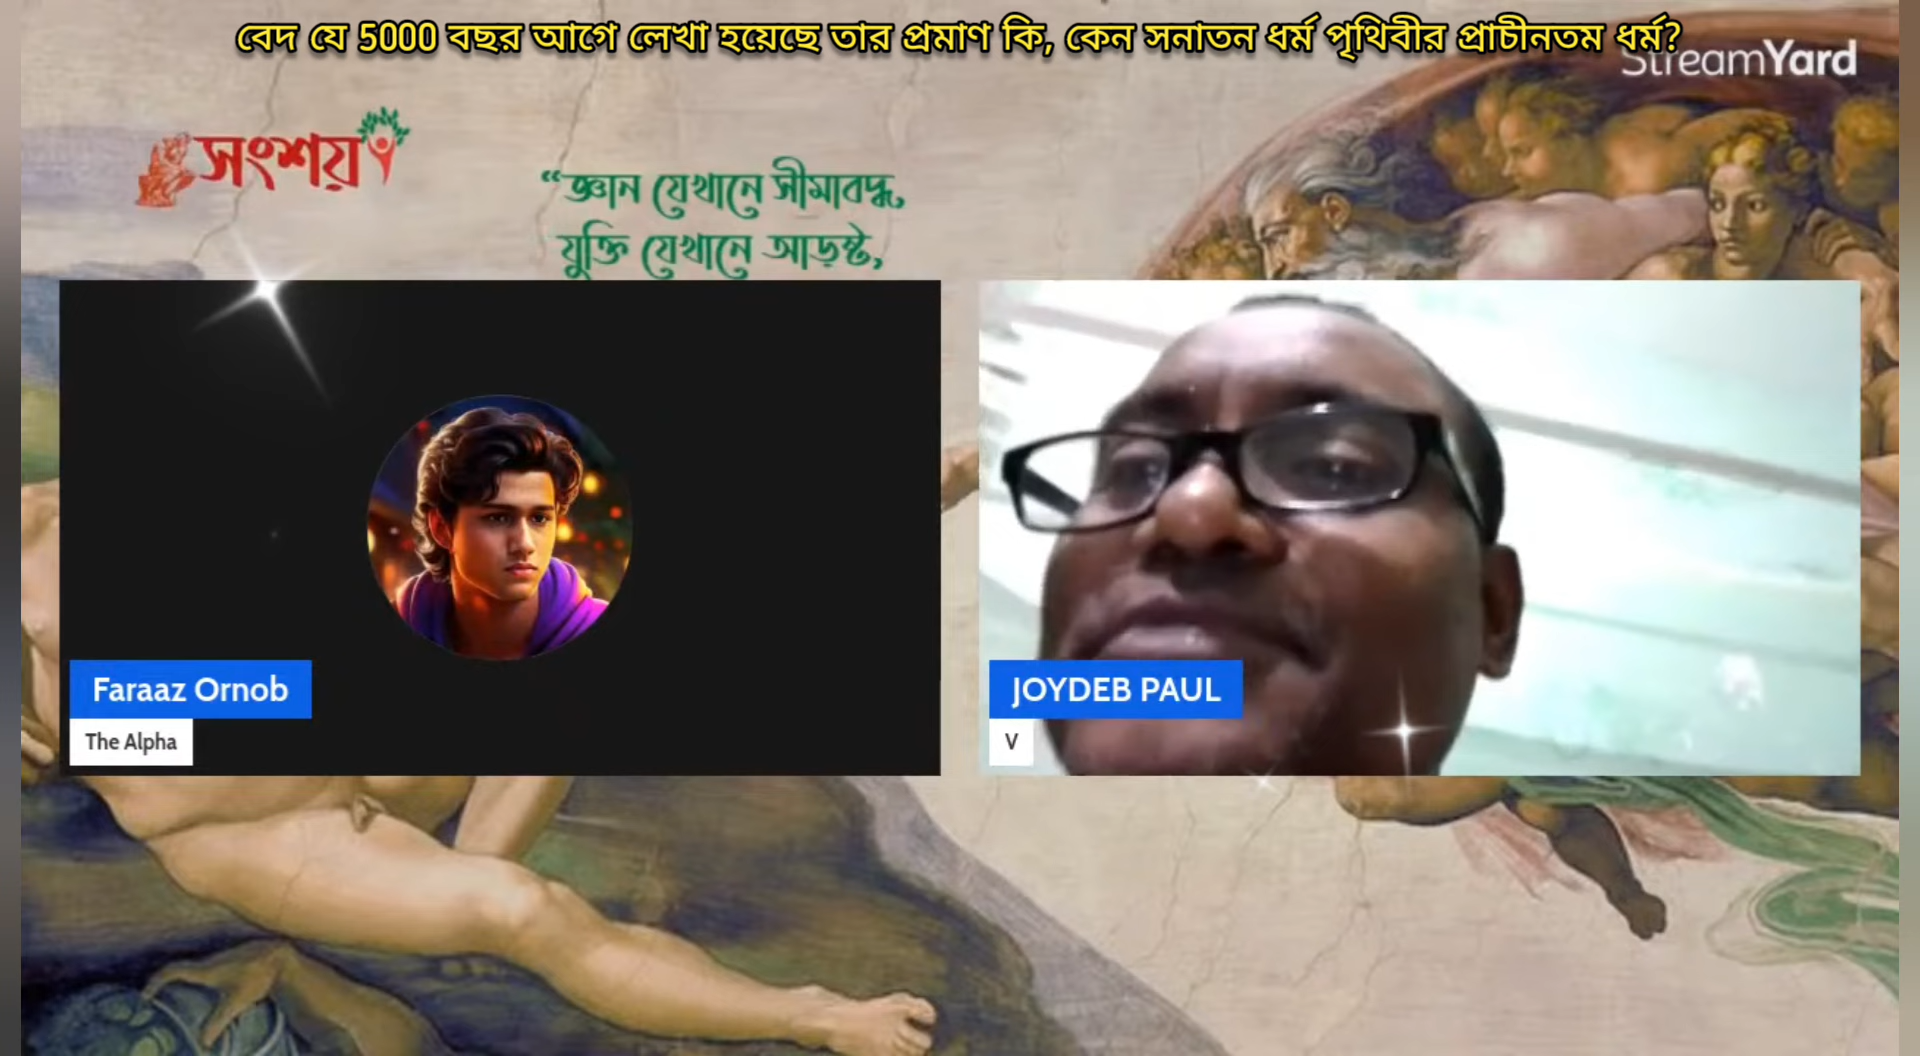 বেদ যে 5000 বছর আগে লেখা হয়েছে তার প্রমাণ কি, কেন সনাতন ধর্ম পৃথিবীর প্রাচীনতম ধর্ম?
StreamYard
সংশয়
“জ্ঞান যেখানে সীমাবদ্ধ,
যুক্তি যেখানে আড়ষ্ট,
Faraaz Ornob
The Alpha
JOYDEB PAUL
V